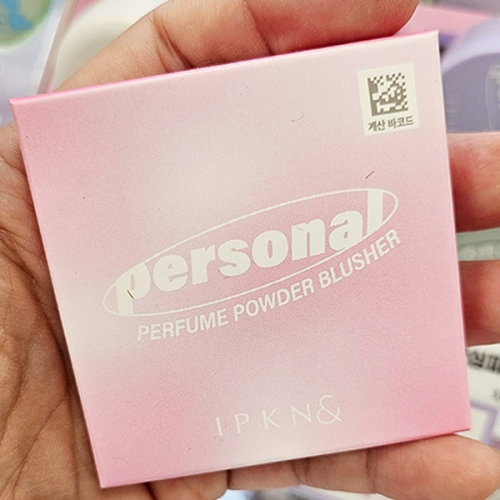 계산 바코드
personal
PERFUME POWDER BLUSHER
IPKN&